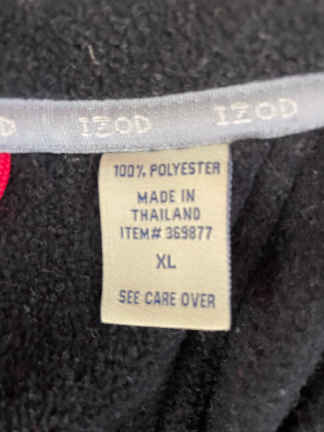 IZOD IZOD
100% POLYESTER
MADE IN
THAILAND
ITEM# 369877
XL
SEE CARE OVER